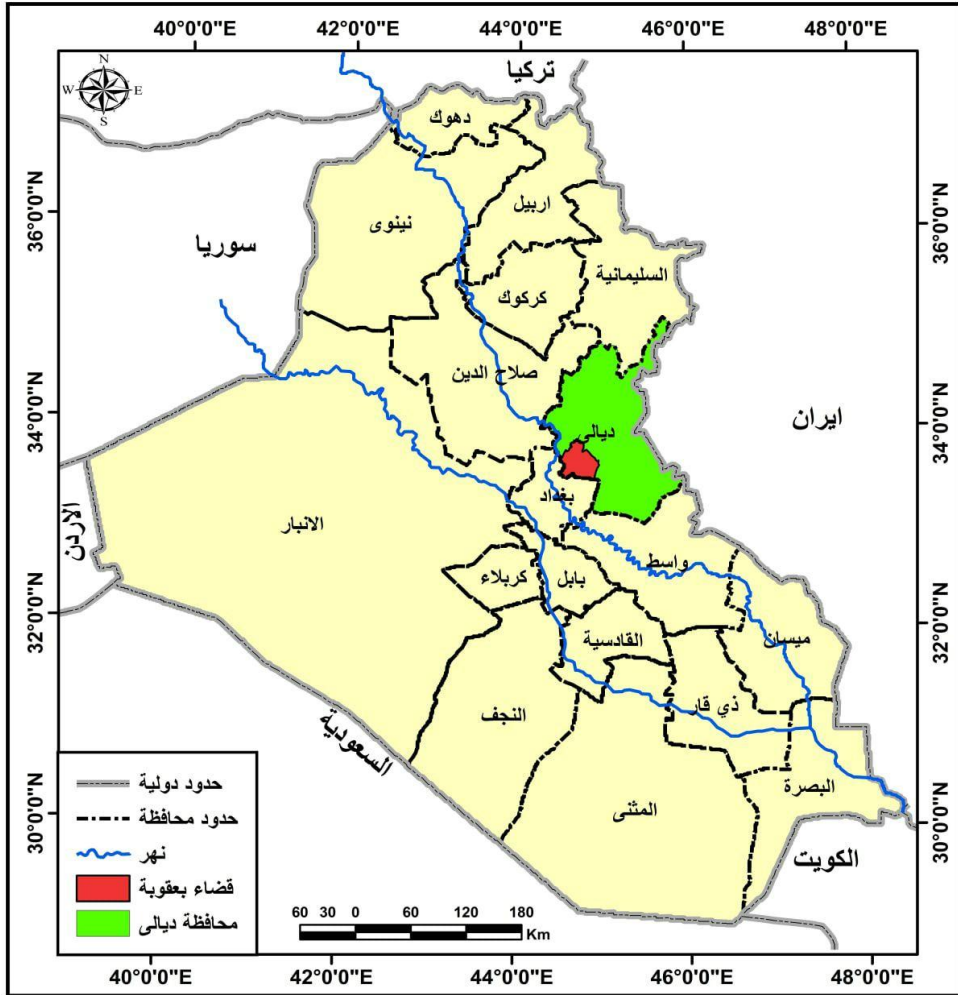 40°0'0"N
42°0'0"N
44°0'0"N
46°0'0"N
48°0'0"N
N
W
E
S
تركيا
دهوك
اربيل
نينوى
36°0'0"N
36°0'0"N
سوريا
السليمانية
كركوك
صلاح الدين
34°0'0"N
34°0'0"N
ايران
ديالى
بغداد
الانبار
الاردن
واسط
بابل
كربلاء
32°0'0"N
32°0'0"N
القادسية
ميسان
ذي قار
النجف
السعودية
البصرة
المثنى
30°0'0"N
30°0'0"N
الكويت
حدود دولية
حدود محافظة
نهر
قضاء بعقوبة
محافظة ديالى
60 30 0 60 120 180
Km
40°0'0"N
42°0'0"N
44°0'0"N
46°0'0"N
48°0'0"N